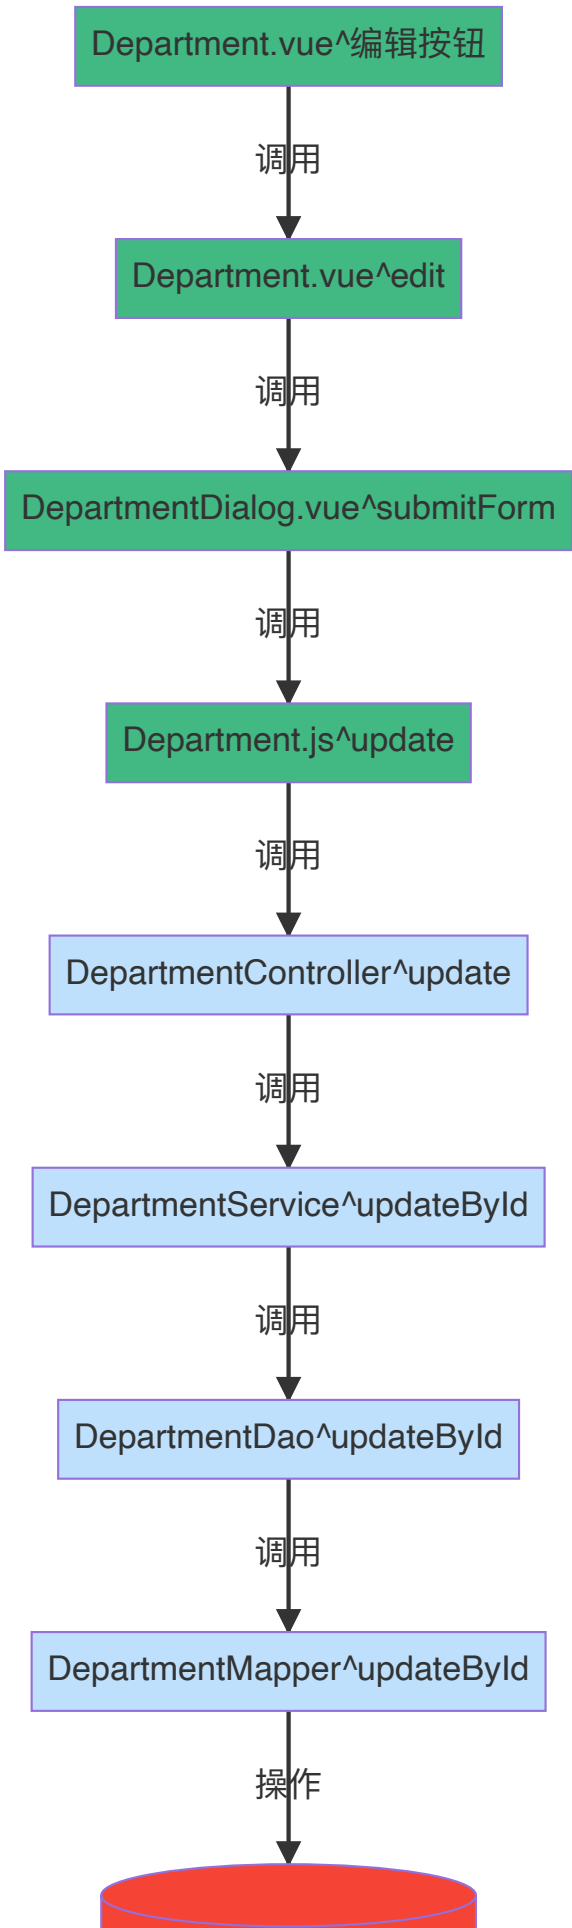 Department.vue^编辑按钮
调用
Department.vue^edit
调用
DepartmentDialog.vue^submitForm
调用
Department.js^update
调用
DepartmentController^update
调用
DepartmentService^updateById
调用
DepartmentDao^updateById
调用
DepartmentMapper^updateById
操作